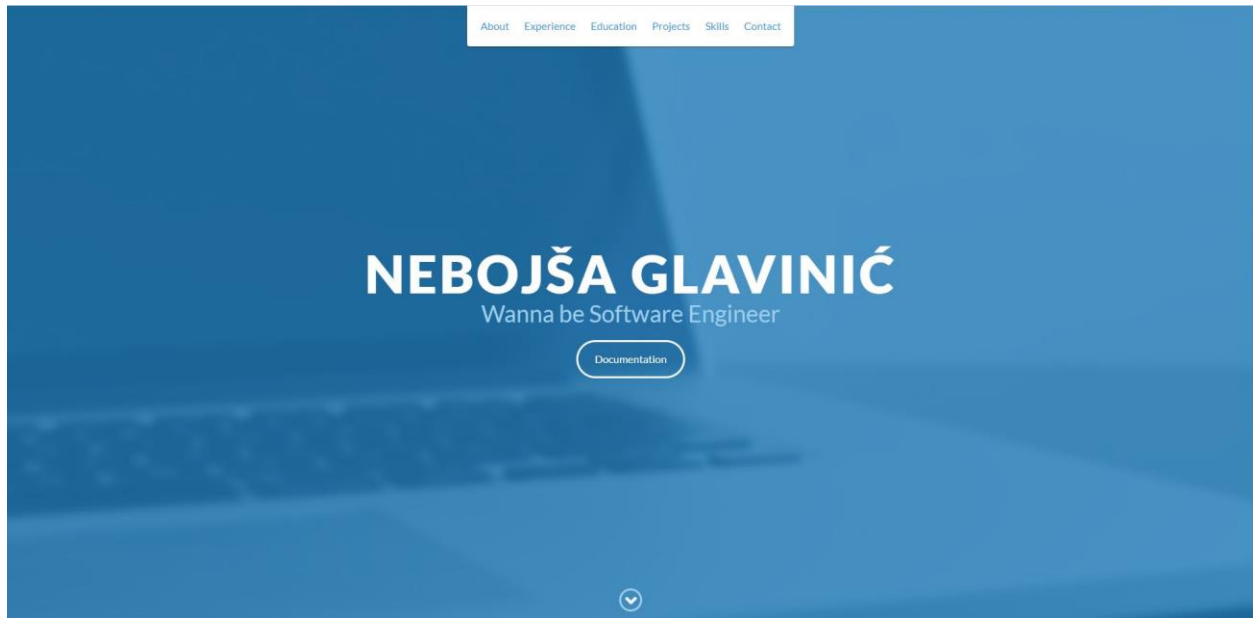 About Experience Education Projects Skills Contact
NEBOJŠA GLAVINIĆ
Wanna be Software Engineer
Documentation